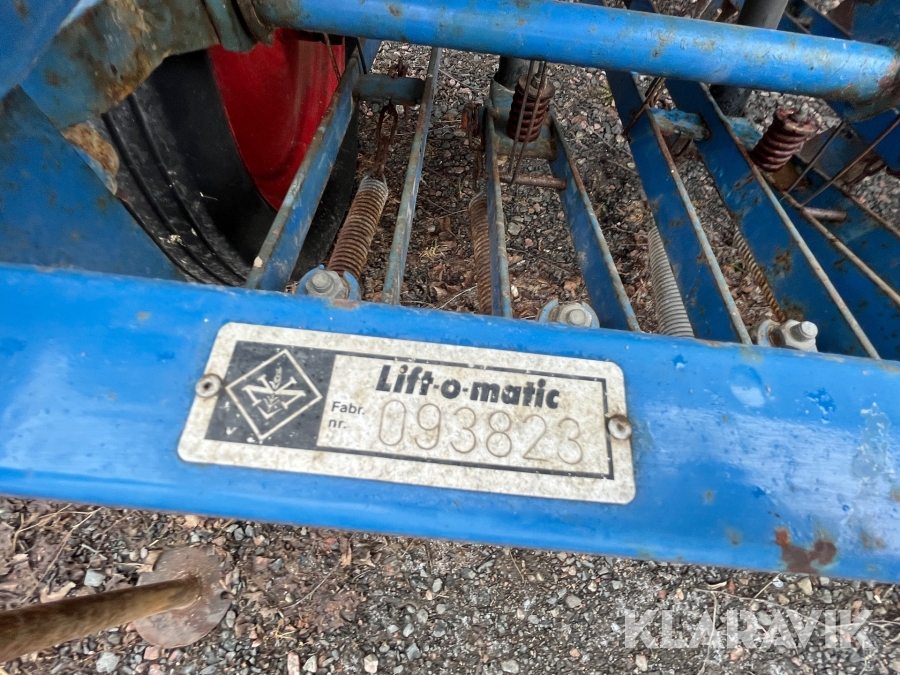 Lift-o-matic
Fabr.
nr.
093823
KLARAVIK